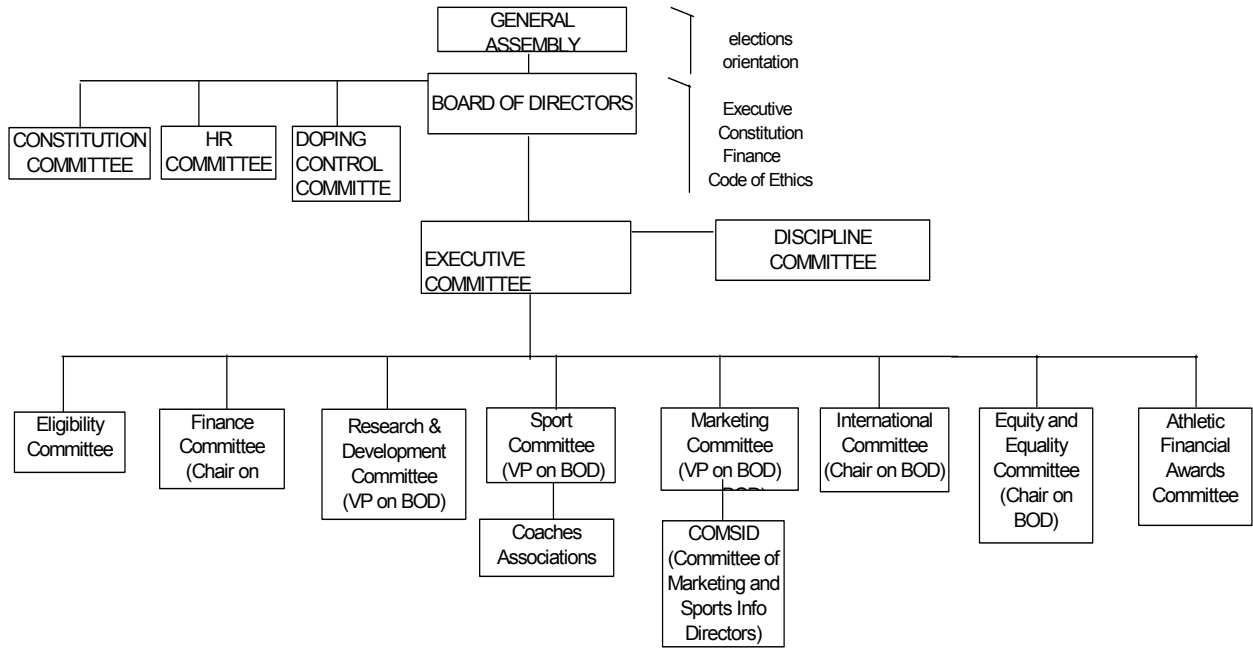 GENERAL
ASSEMBLY
elections
orientation
BOARD OF DIRECTORS
Executive
Constitution
Finance
Code of Ethics
CONSTITUTION
COMMITTEE
HR
COMMITTEE
DOPING
CONTROL
COMMITTE
EXECUTIVE
COMMITTEE
DISCIPLINE
COMMITTEE
Eligibility
Committee
Finance
Committee
(Chair on
Research &
Development
Committee
(VP on BOD)
Sport
Committee
(VP on BOD)
Marketing
Committee
(VP on BOD)
International
Committee
(Chair on BOD)
Equity and
Equality
Committee
(Chair on
BOD)
Athletic
Financial
Awards
Committee
Coaches
Associations
COMSID
(Committee of
Marketing and
Sports Info
Directors)